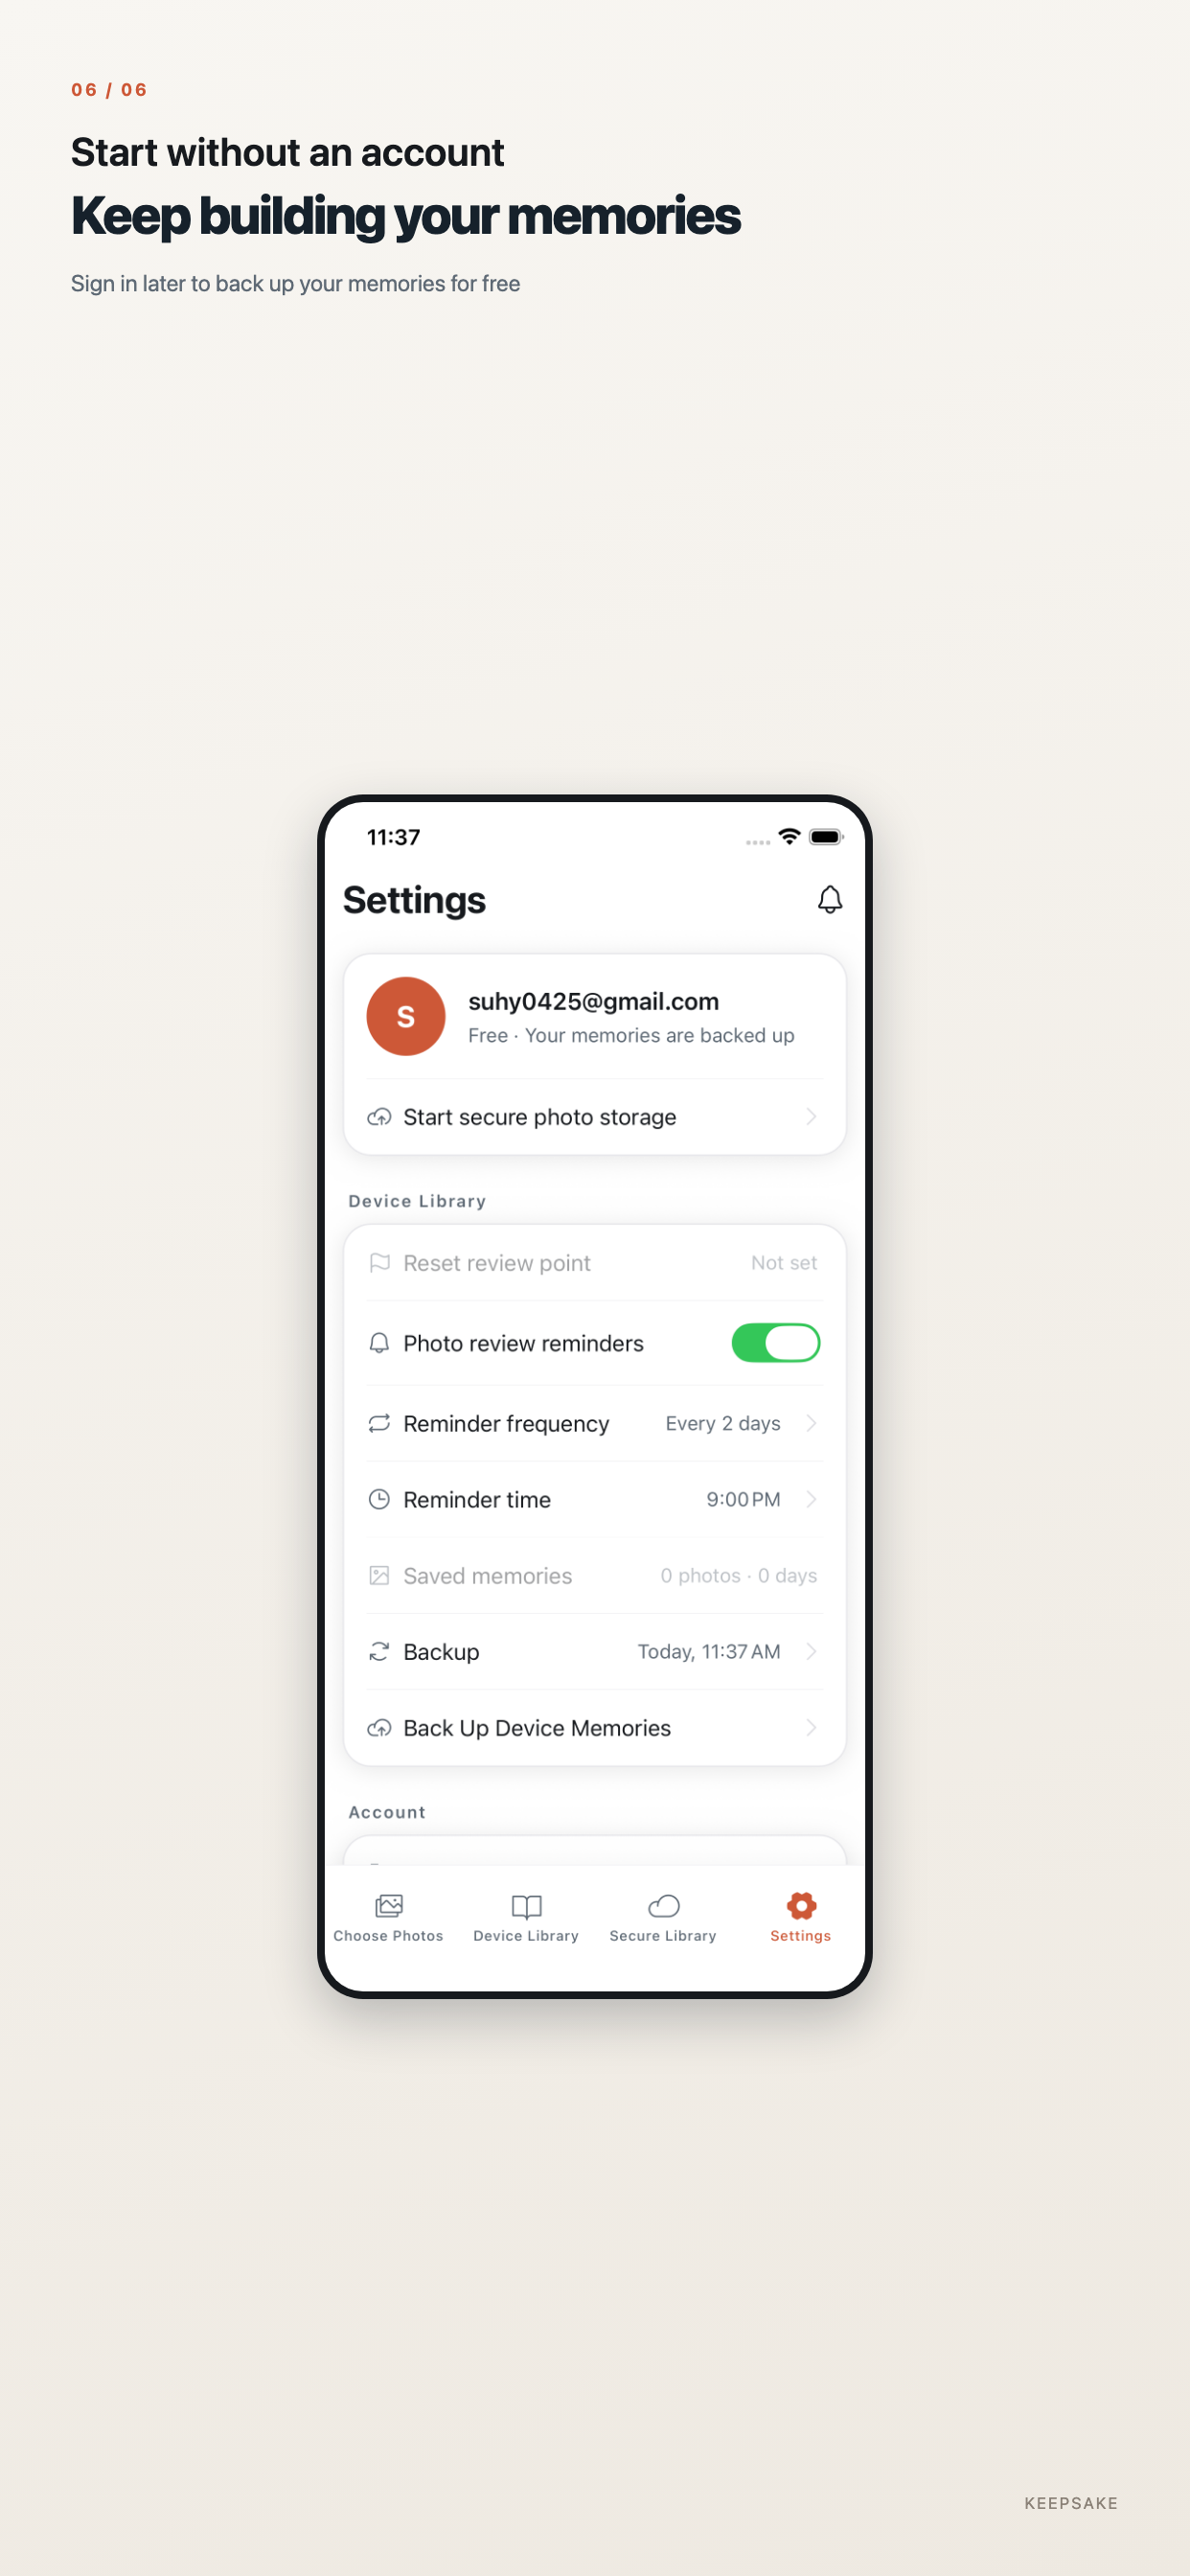 06 / 06
Start without an account
Keep building your memories
Sign in later to back up your memories for free
11:37
Settings
S
suhy0425@gmail.com
Free · Your memories are backed up
Start secure photo storage
Device Library
Reset review point Not set
Photo review reminders
Reminder frequency Every 2 days
Reminder time 9:00 PM
Saved memories 0 photos · 0 days
Backup Today, 11:37 AM
Back Up Device Memories
Account
Choose Photos Device Library Secure Library Settings
KEEPSAKE